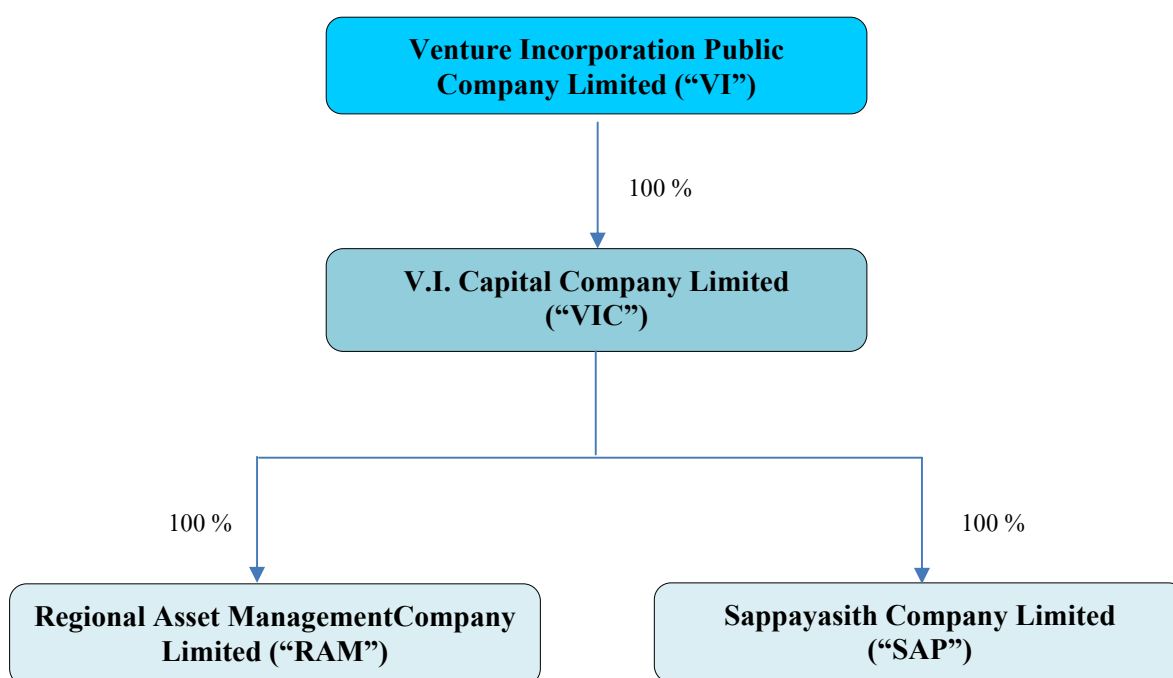 Venture Incorporation Public
Company Limited (“VI”)
100 %
V.I. Capital Company Limited
(“VIC”)
100 %
100 %
Regional Asset ManagementCompany
Limited (“RAM”)
Sappayasith Company Limited
(“SAP”)